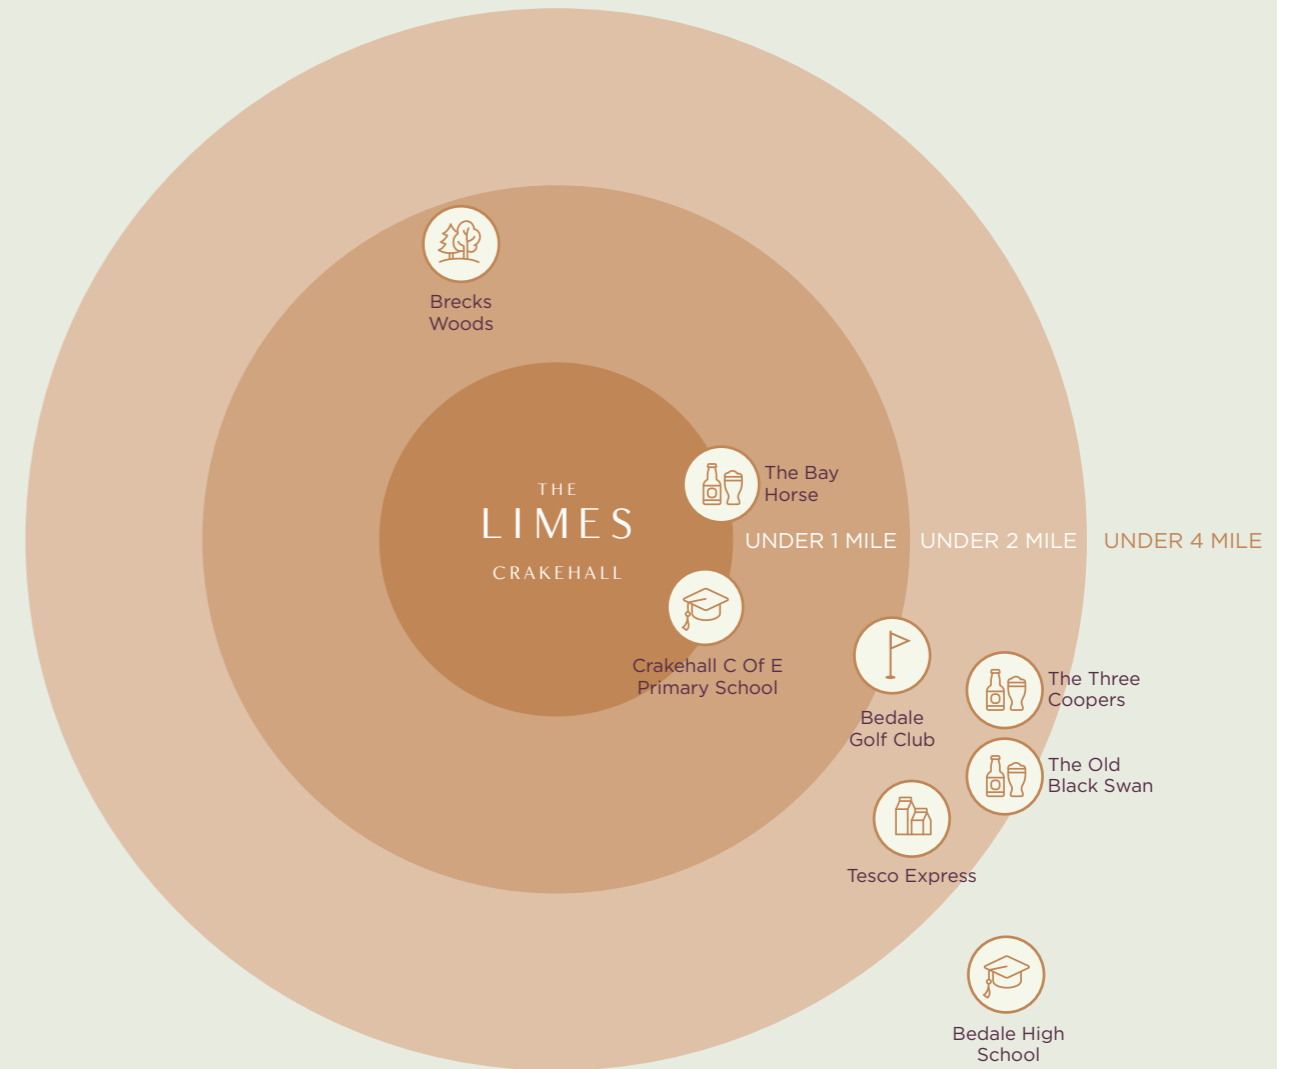 Brecks
Woods
The Bay
Horse
THE
LIMES
CRAKEHALL
UNDER 1 MILE
UNDER 2 MILE
UNDER 4 MILE
Crakehall C Of E
Primary School
Bedale
Golf Club
The Three
Coopers
The Old
Black Swan
Tesco Express
Bedale High
School